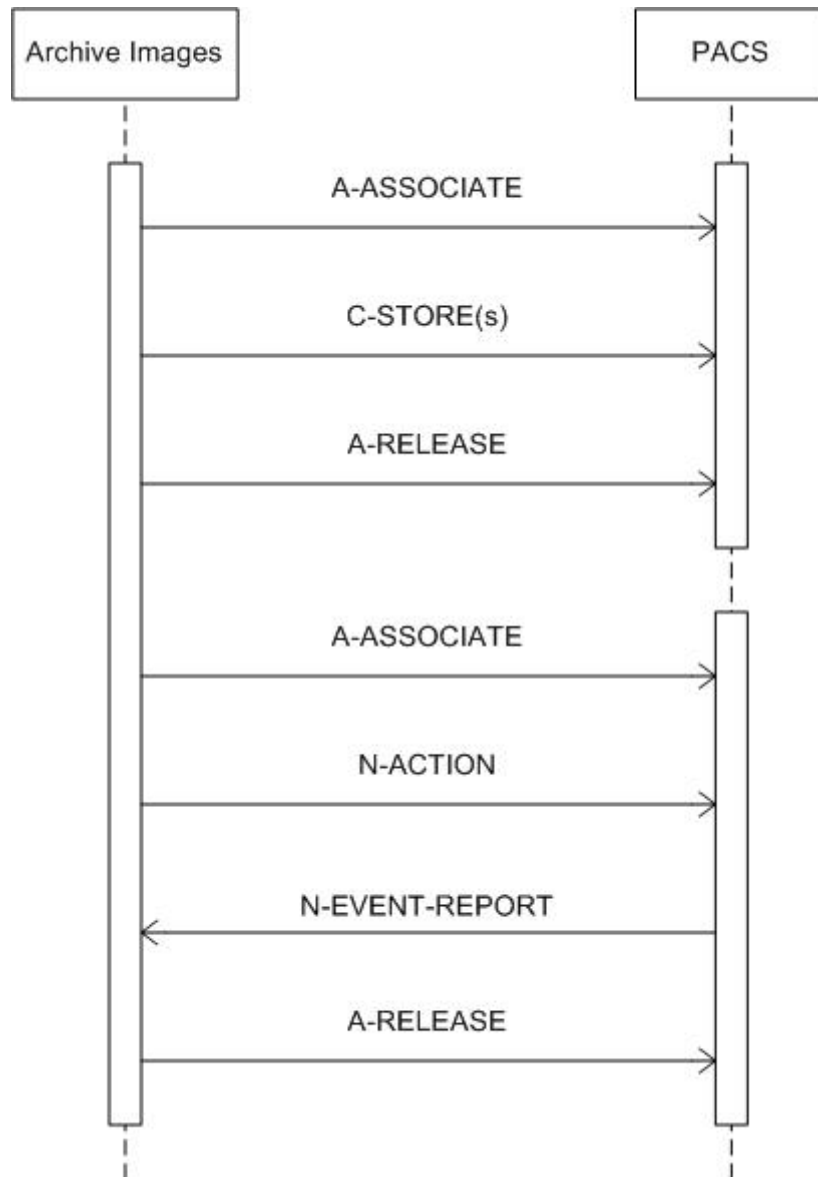 Archive Images
PACS
A-ASSOCIATE
C-STORE(s)
A-RELEASE
A-ASSOCIATE
N-ACTION
N-EVENT-REPORT
A-RELEASE